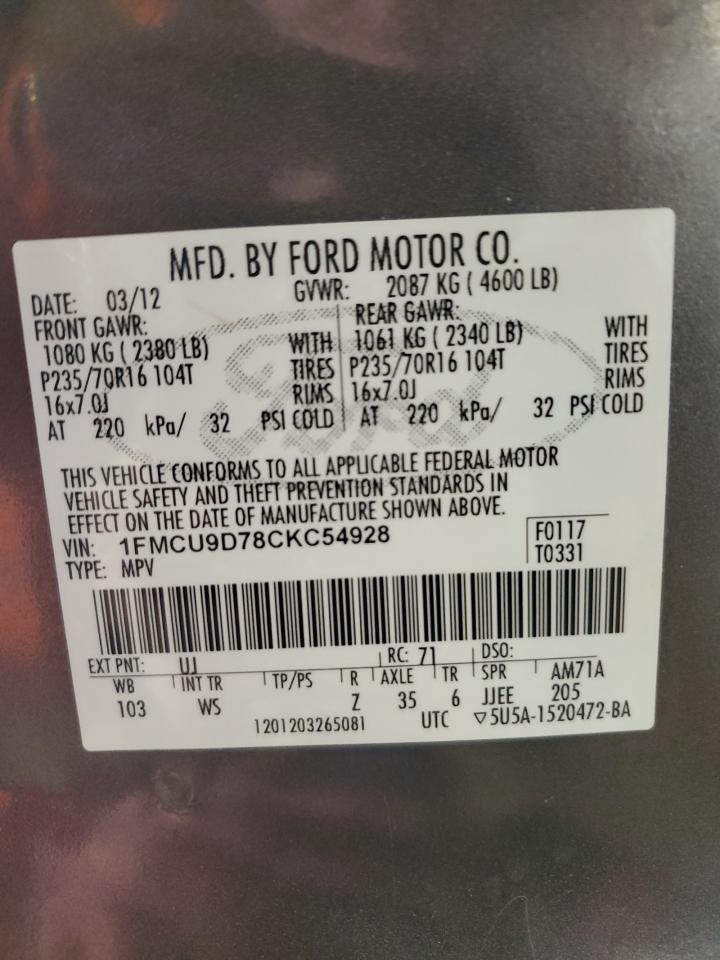 MFD. BY FORD MOTOR CO.
DATE: 03/12 GVWR: 2087 KG ( 4600 LB)
FRONT GAWR: REAR GAWR:
1080 KG ( 2380 LB) WITH 1061 KG ( 2340 LB) WITH
P235/70R16 104T TIRES P235/70R16 104T TIRES
16x7.0J RIMS 16x7.0J RIMS
AT 220 kPa/ 32 PSI COLD AT 220 kPa/ 32 PSI COLD
Ford
THIS VEHICLE CONFORMS TO ALL APPLICABLE FEDERAL MOTOR
VEHICLE SAFETY AND THEFT PREVENTION STANDARDS IN
EFFECT ON THE DATE OF MANUFACTURE SHOWN ABOVE.
VIN: 1FMCU9D78CKC54928 F0117
TYPE: MPV T0331
EXT PNT: UJ RC: 71 DSO:
WB INT TR TP/PS R AXLE TR SPR AM71A
103 WS Z 35 6 JJEE 205
1201203265081 UTC ▽5U5A-1520472-BA